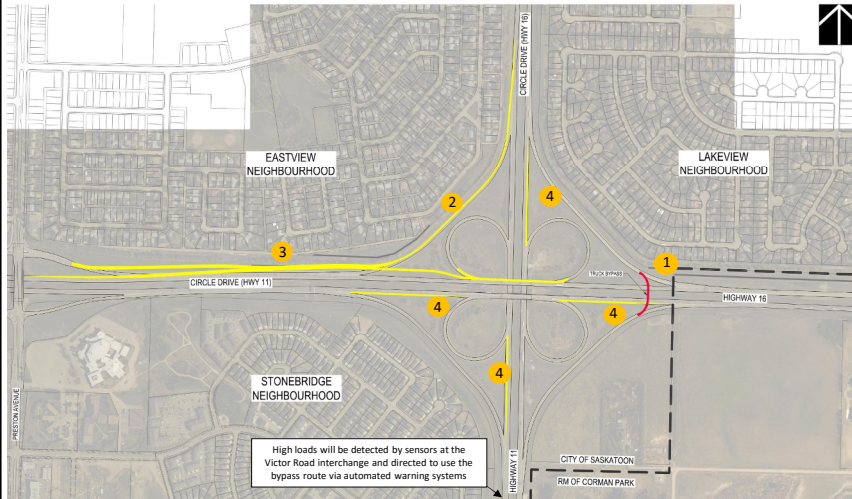 CIRCLE DRIVE (HWY 16)
EASTVIEW
NEIGHBOURHOOD
LAKEVIEW
NEIGHBOURHOOD
2
4
3
1
TRUCK BYPASS
CIRCLE DRIVE (HWY 11)
HIGHWAY 16
4
4
4
STONEBRIDGE
NEIGHBOURHOOD
PRESTON AVENUE
High loads will be detected by sensors at the
Victor Road interchange and directed to use the
bypass route via automated warning systems
HIGHWAY 11
CITY OF SASKATOON
RM OF CORMAN PARK